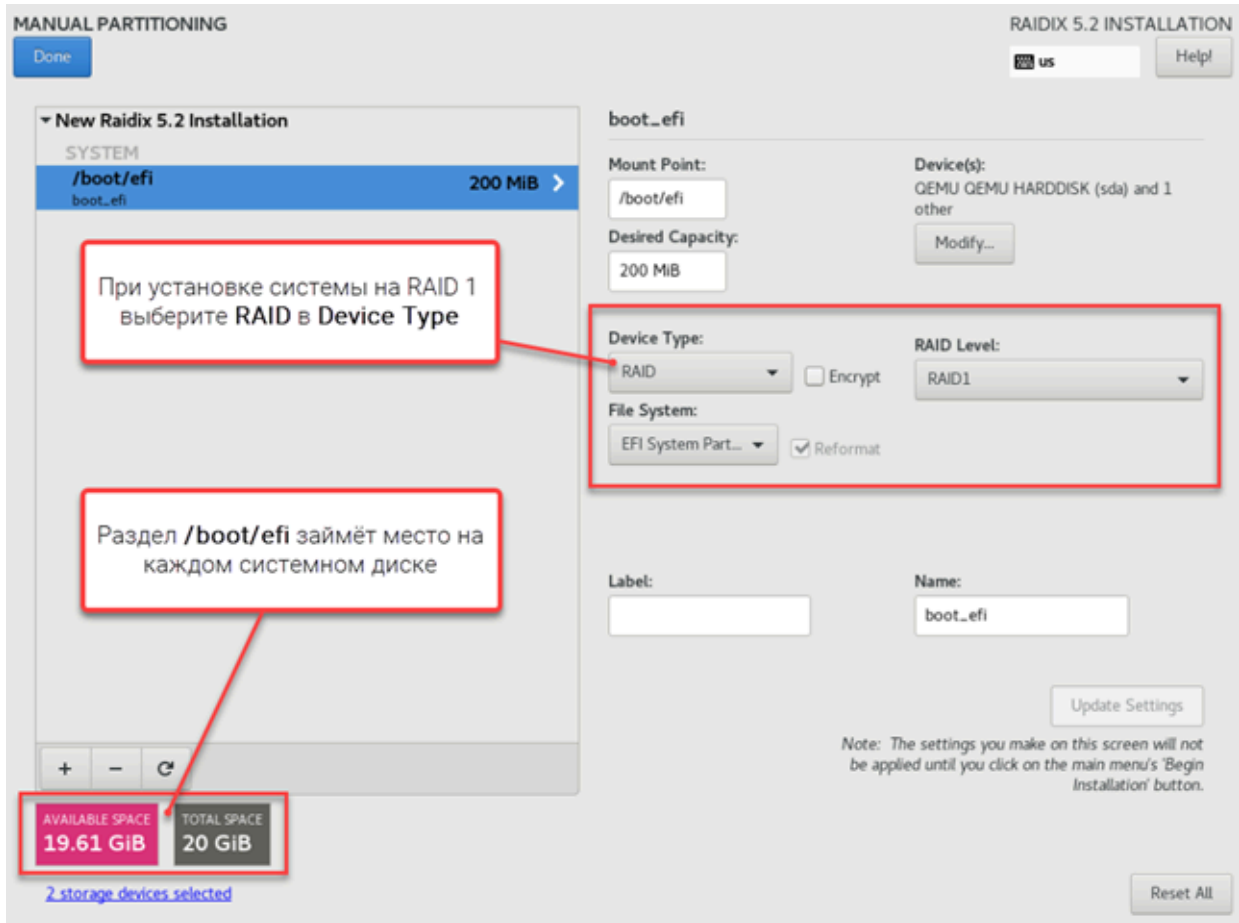 MANUAL PARTITIONING
RAIDIX 5.2 INSTALLATION
Done
us
Help!
New Raidix 5.2 Installation
SYSTEM
/boot/efi
200 MiB
boot_efi
boot_efi
Mount Point:
/boot/efi
Desired Capacity:
200 MiB
Device(s):
QEMU QEMU HARDDISK (sda) and 1
other
Modify...
При установке системы на RAID 1
выберите RAID в Device Type
Device Type:
RAID
Encrypt
RAID Level:
RAID1
File System:
EFI System Part...
Reformat
Раздел /boot/efi займёт место на
каждом системном диске
Label:
Name:
boot_efi
Update Settings
Note: The settings you make on this screen will not
be applied until you click on the main menu's 'Begin
Installation' button.
+ –
AVAILABLE SPACE
19.61 GiB
TOTAL SPACE
20 GiB
2 storage devices selected
Reset All